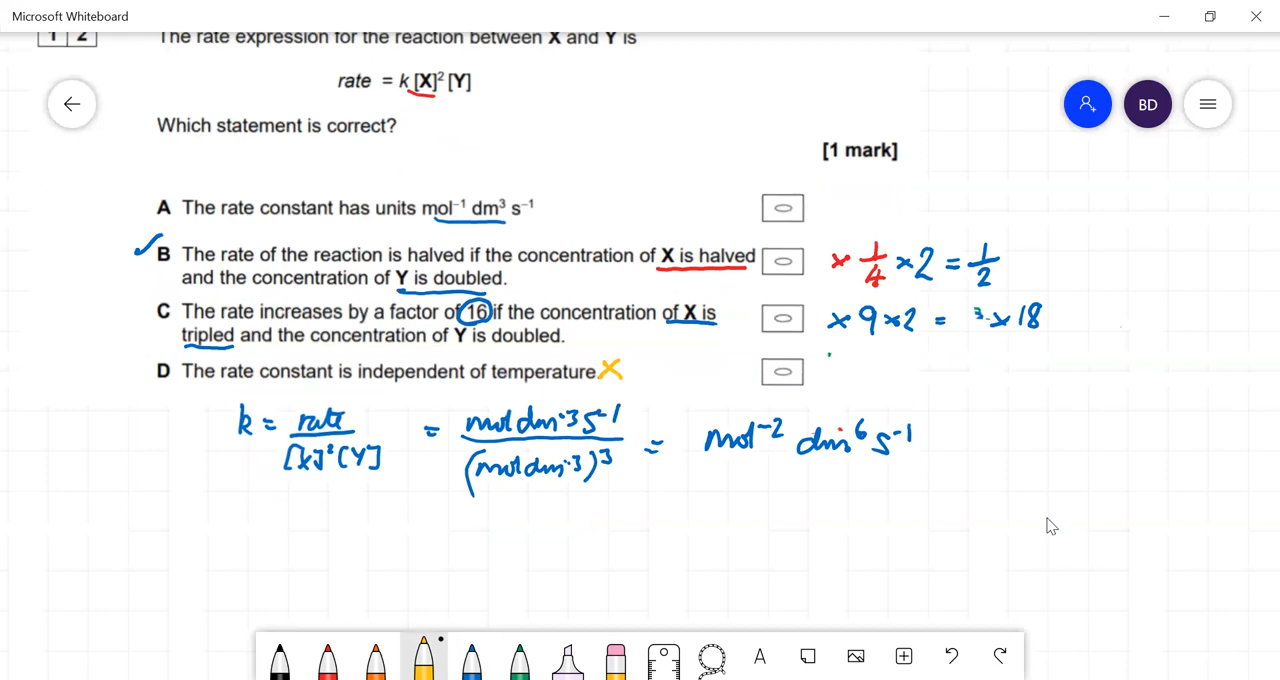 Microsoft Whiteboard
1 2 The rate expression for the reaction between X and Y is
rate = k [X]² [Y]
BD
Which statement is correct?
[1 mark]
A The rate constant has units mol⁻¹ dm³ s⁻¹
B The rate of the reaction is halved if the concentration of X is halved
and the concentration of Y is doubled.
× 1/4 × 2 = 1/2
C The rate increases by a factor of 16 if the concentration of X is
tripled and the concentration of Y is doubled.
× 9 × 2 = × 18
D The rate constant is independent of temperature.
k = rate / [X]² [Y] = mol dm⁻³ s⁻¹ / (mol dm⁻³)³ = mol⁻² dm⁶ s⁻¹
A